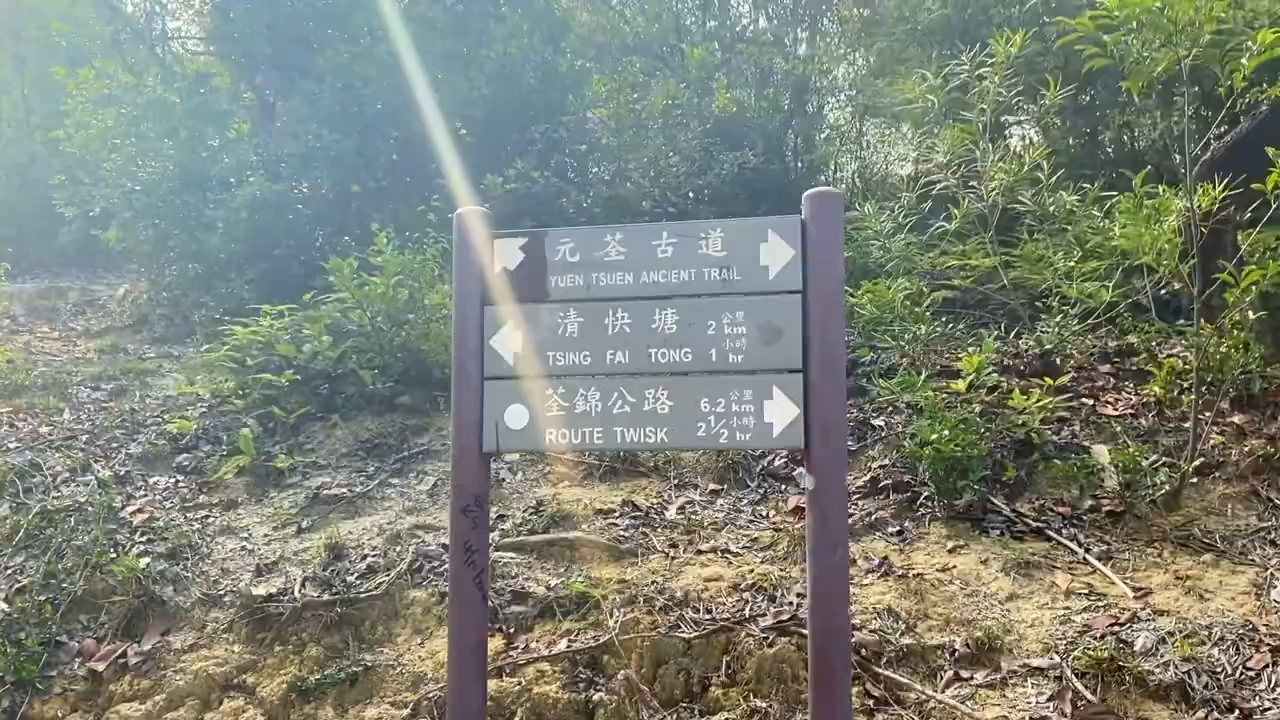 元荃古道
YUEN TSUEN ANCIENT TRAIL
清快塘 2 公里 km
TSING FAI TONG 1 小時 hr
荃錦公路 6.2 公里 km
ROUTE TWISK 2 1/2 小時 hr